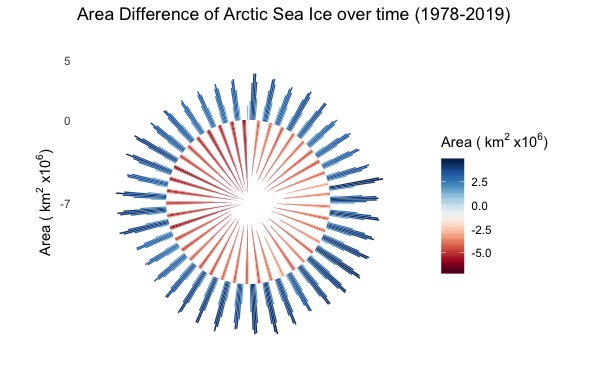 Area Difference of Arctic Sea Ice over time (1978-2019)
5
0
-7
Area ( km² x10⁶)
Area ( km² x10⁶)
2.5
0.0
-2.5
-5.0